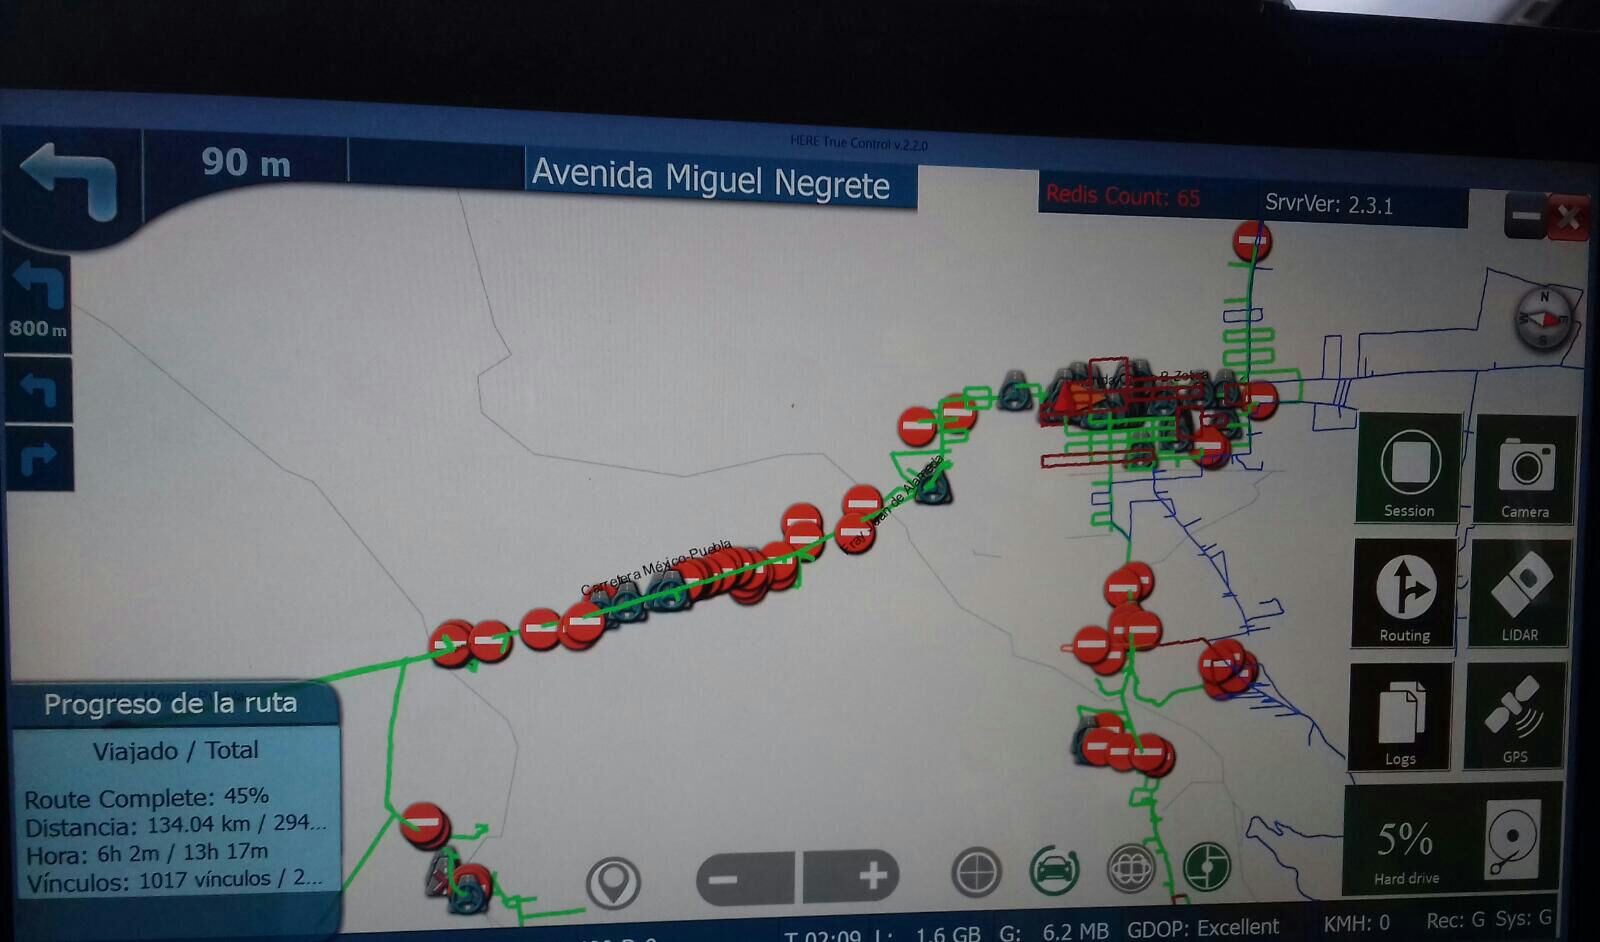 HERE True Control v.2.2.0
90 m
Avenida Miguel Negrete
Redis Count: 65
SrvrVer: 2.3.1
800 m
N
E
S
W
Carretera México-Puebla
Session
Camera
Routing
LIDAR
Logs
GPS
5%
Hard drive
Progreso de la ruta
Viajado / Total
Route Complete: 45%
Distancia: 134.04 km / 294...
Hora: 6h 2m / 13h 17m
Vínculos: 1017 vínculos / 2...
T 02:09 L: 1.6 GB G: 6.2 MB GDOP: Excellent KMH: 0 Rec: G Sys: G